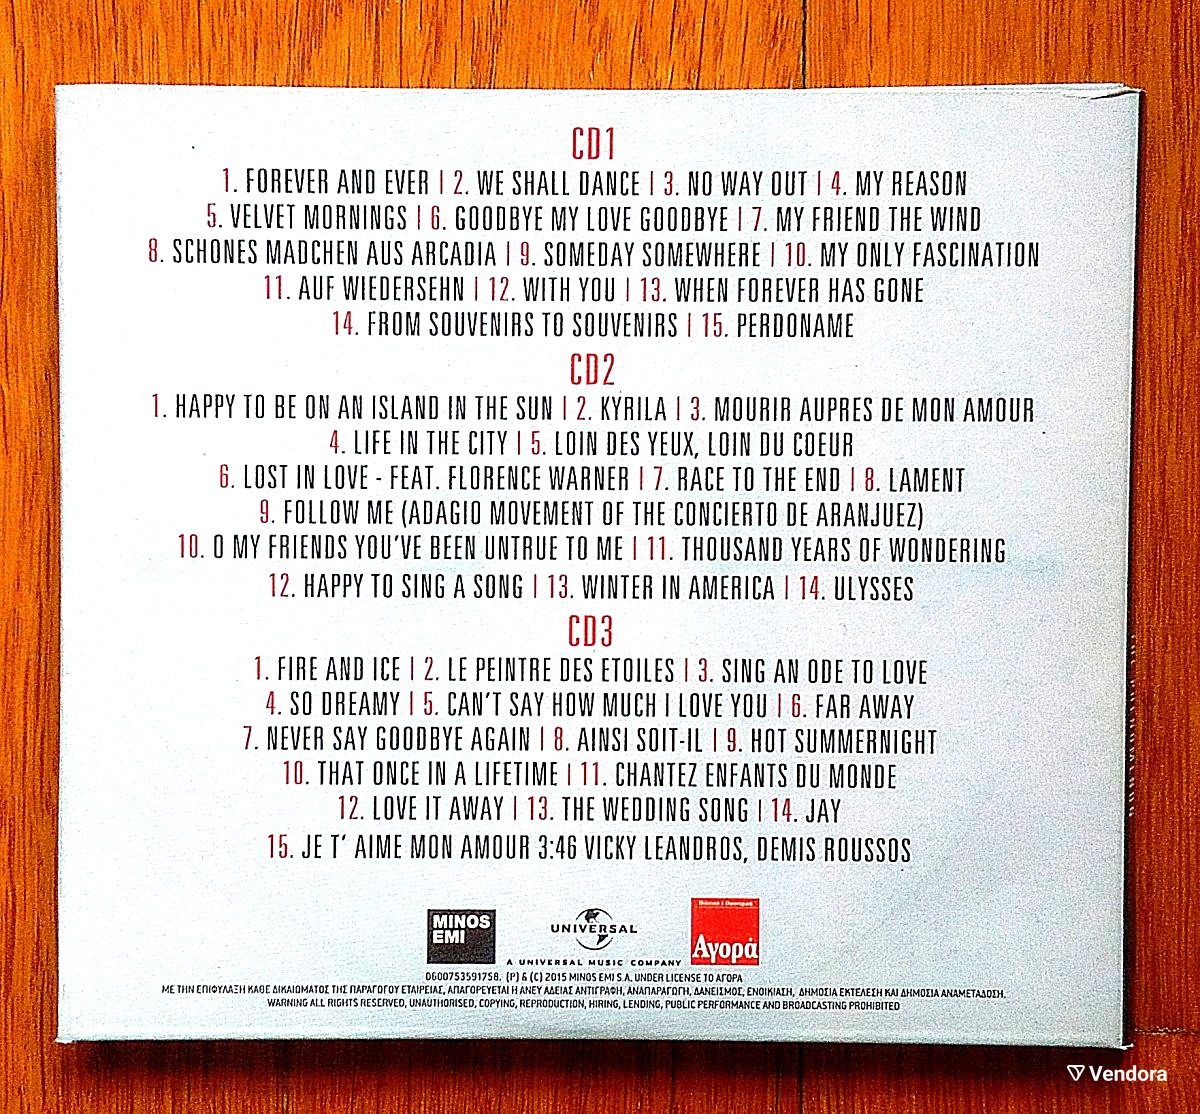 CD1
1. FOREVER AND EVER | 2. WE SHALL DANCE | 3. NO WAY OUT | 4. MY REASON
5. VELVET MORNINGS | 6. GOODBYE MY LOVE GOODBYE | 7. MY FRIEND THE WIND
8. SCHONES MADCHEN AUS ARCADIA | 9. SOMEDAY SOMEWHERE | 10. MY ONLY FASCINATION
11. AUF WIEDERSEHN | 12. WITH YOU | 13. WHEN FOREVER HAS GONE
14. FROM SOUVENIRS TO SOUVENIRS | 15. PERDONAME
CD2
1. HAPPY TO BE ON AN ISLAND IN THE SUN | 2. KYRILA | 3. MOURIR AUPRES DE MON AMOUR
4. LIFE IN THE CITY | 5. LOIN DES YEUX, LOIN DU COEUR
6. LOST IN LOVE - FEAT. FLORENCE WARNER | 7. RACE TO THE END | 8. LAMENT
9. FOLLOW ME (ADAGIO MOVEMENT OF THE CONCIERTO DE ARANJUEZ)
10. O MY FRIENDS YOU'VE BEEN UNTRUE TO ME | 11. THOUSAND YEARS OF WONDERING
12. HAPPY TO SING A SONG | 13. WINTER IN AMERICA | 14. ULYSSES
CD3
1. FIRE AND ICE | 2. LE PEINTRE DES ETOILES | 3. SING AN ODE TO LOVE
4. SO DREAMY | 5. CAN'T SAY HOW MUCH I LOVE YOU | 6. FAR AWAY
7. NEVER SAY GOODBYE AGAIN | 8. AINSI SOIT-IL | 9. HOT SUMMERNIGHT
10. THAT ONCE IN A LIFETIME | 11. CHANTEZ ENFANTS DU MONDE
12. LOVE IT AWAY | 13. THE WEDDING SONG | 14. JAY
15. JE T' AIME MON AMOUR 3:46 VICKY LEANDROS, DEMIS ROUSSOS
MINOS
EMI
UNIVERSAL
A UNIVERSAL MUSIC COMPANY
Αγορά
0600753591758. (P) & (C) 2015 MINOS EMI S.A. UNDER LICENSE TO ΑΓΟΡΑ
ΜΕ ΤΗΝ ΕΠΙΦΥΛΑΞΗ ΚΑΘΕ ΔΙΚΑΙΩΜΑΤΟΣ ΤΗΣ ΠΑΡΑΓΩΓΟΥ ΕΤΑΙΡΕΙΑΣ, ΑΠΑΓΟΡΕΥΕΤΑΙ Η ΑΝΕΥ ΑΔΕΙΑΣ ΑΝΤΙΓΡΑΦΗ, ΑΝΑΠΑΡΑΓΩΓΗ, ΔΑΝΕΙΣΜΟΣ, ΕΝΟΙΚΙΑΣΗ, ΔΗΜΟΣΙΑ ΕΚΤΕΛΕΣΗ ΚΑΙ ΔΗΜΟΣΙΑ ΑΝΑΜΕΤΑΔΟΣΗ.
WARNING ALL RIGHTS RESERVED, UNAUTHORISED, COPYING, REPRODUCTION, HIRING, LENDING, PUBLIC PERFORMANCE AND BROADCASTING PROHIBITED
Vendora